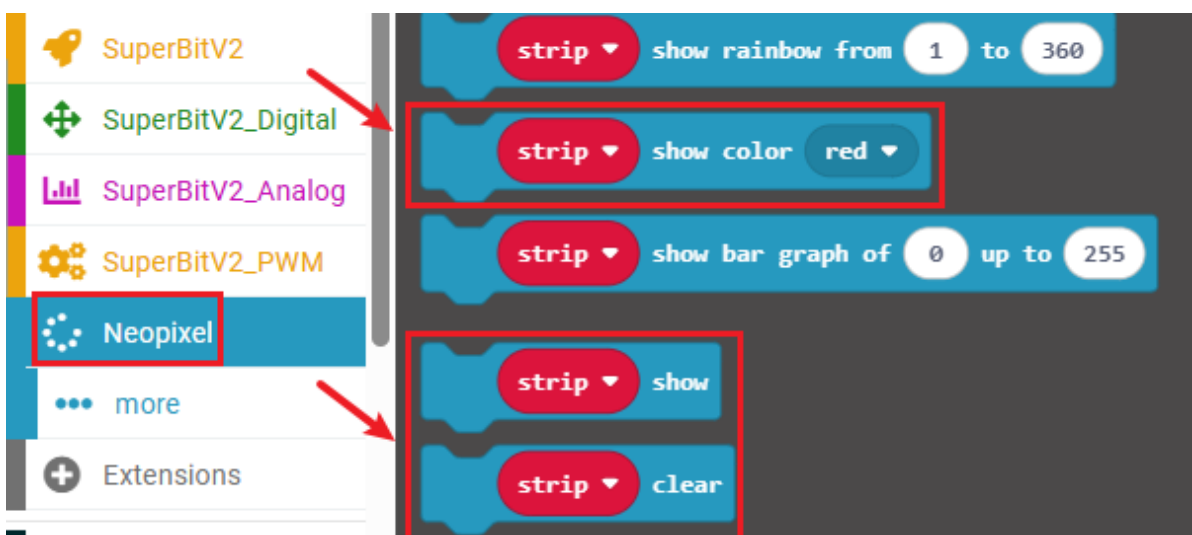 SuperBitV2
SuperBitV2_Digital
SuperBitV2_Analog
SuperBitV2_PWM
Neopixel
more
Extensions
strip show rainbow from 1 to 360
strip show color red
strip show bar graph of 0 up to 255
strip show
strip clear